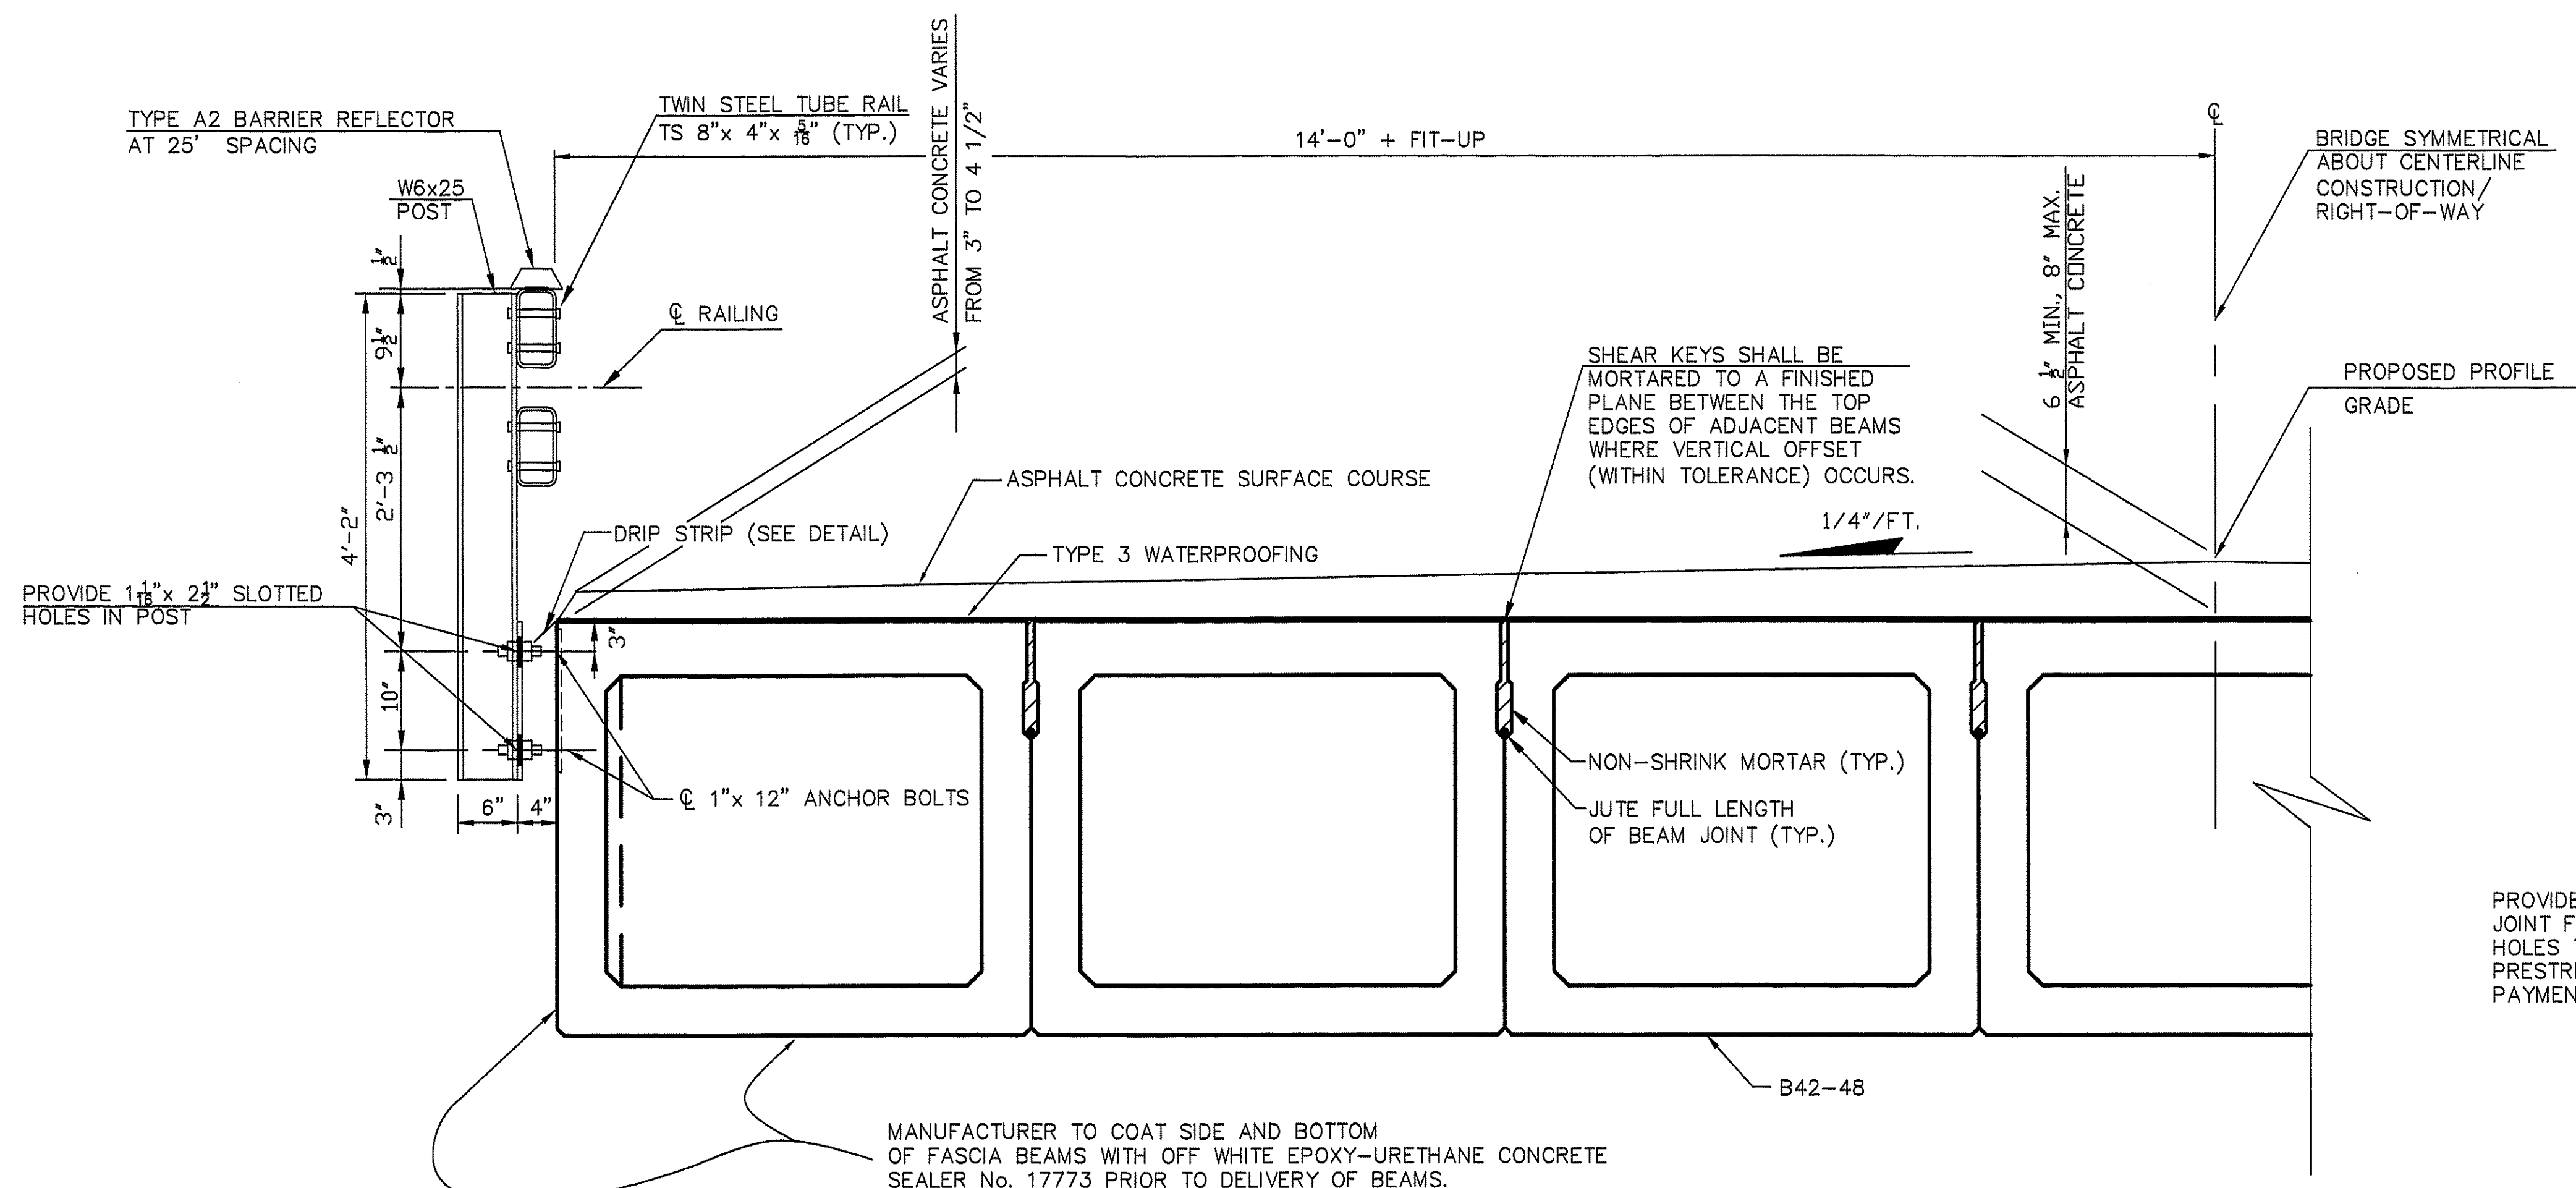 TYPE A2 BARRIER REFLECTOR
AT 25' SPACING
TWIN STEEL TUBE RAIL
TS 8"x 4"x 5/16" (TYP.)
W6x25
POST
ASPHALT CONCRETE VARIES
FROM 3" TO 4 1/2"
14'-0" + FIT-UP
℄
BRIDGE SYMMETRICAL
ABOUT CENTERLINE
CONSTRUCTION/
RIGHT-OF-WAY
6 1/2" MIN., 8" MAX.
ASPHALT CONCRETE
1/2"
9 1/2"
℄ RAILING
2'-3 1/2"
4'-2"
10"
3"
6"
4"
3"
SHEAR KEYS SHALL BE
MORTARED TO A FINISHED
PLANE BETWEEN THE TOP
EDGES OF ADJACENT BEAMS
WHERE VERTICAL OFFSET
(WITHIN TOLERANCE) OCCURS.
PROPOSED PROFILE
GRADE
ASPHALT CONCRETE SURFACE COURSE
1/4"/FT.
DRIP STRIP (SEE DETAIL)
TYPE 3 WATERPROOFING
PROVIDE 1 1/16"x 2 1/2" SLOTTED
HOLES IN POST
℄ 1"x 12" ANCHOR BOLTS
NON-SHRINK MORTAR (TYP.)
JUTE FULL LENGTH
OF BEAM JOINT (TYP.)
B42-48
MANUFACTURER TO COAT SIDE AND BOTTOM
OF FASCIA BEAMS WITH OFF WHITE EPOXY-URETHANE CONCRETE
SEALER No. 17773 PRIOR TO DELIVERY OF BEAMS.
PROVIDE
JOINT F
HOLES
PRESTR
PAYMEN